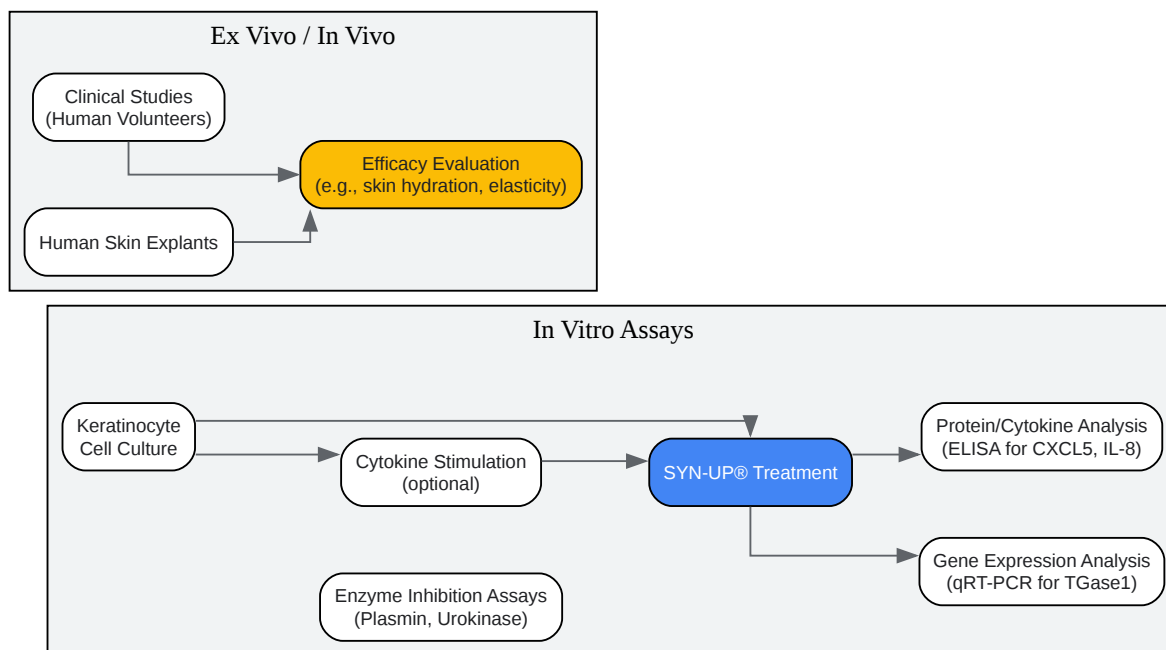 Ex Vivo / In Vivo
Clinical Studies
(Human Volunteers)
Efficacy Evaluation
(e.g., skin hydration, elasticity)
Human Skin Explants
In Vitro Assays
Keratinocyte
Cell Culture
Cytokine Stimulation
(optional)
SYN-UP® Treatment
Protein/Cytokine Analysis
(ELISA for CXCL5, IL-8)
Gene Expression Analysis
(qRT-PCR for TGase1)
Enzyme Inhibition Assays
(Plasmin, Urokinase)